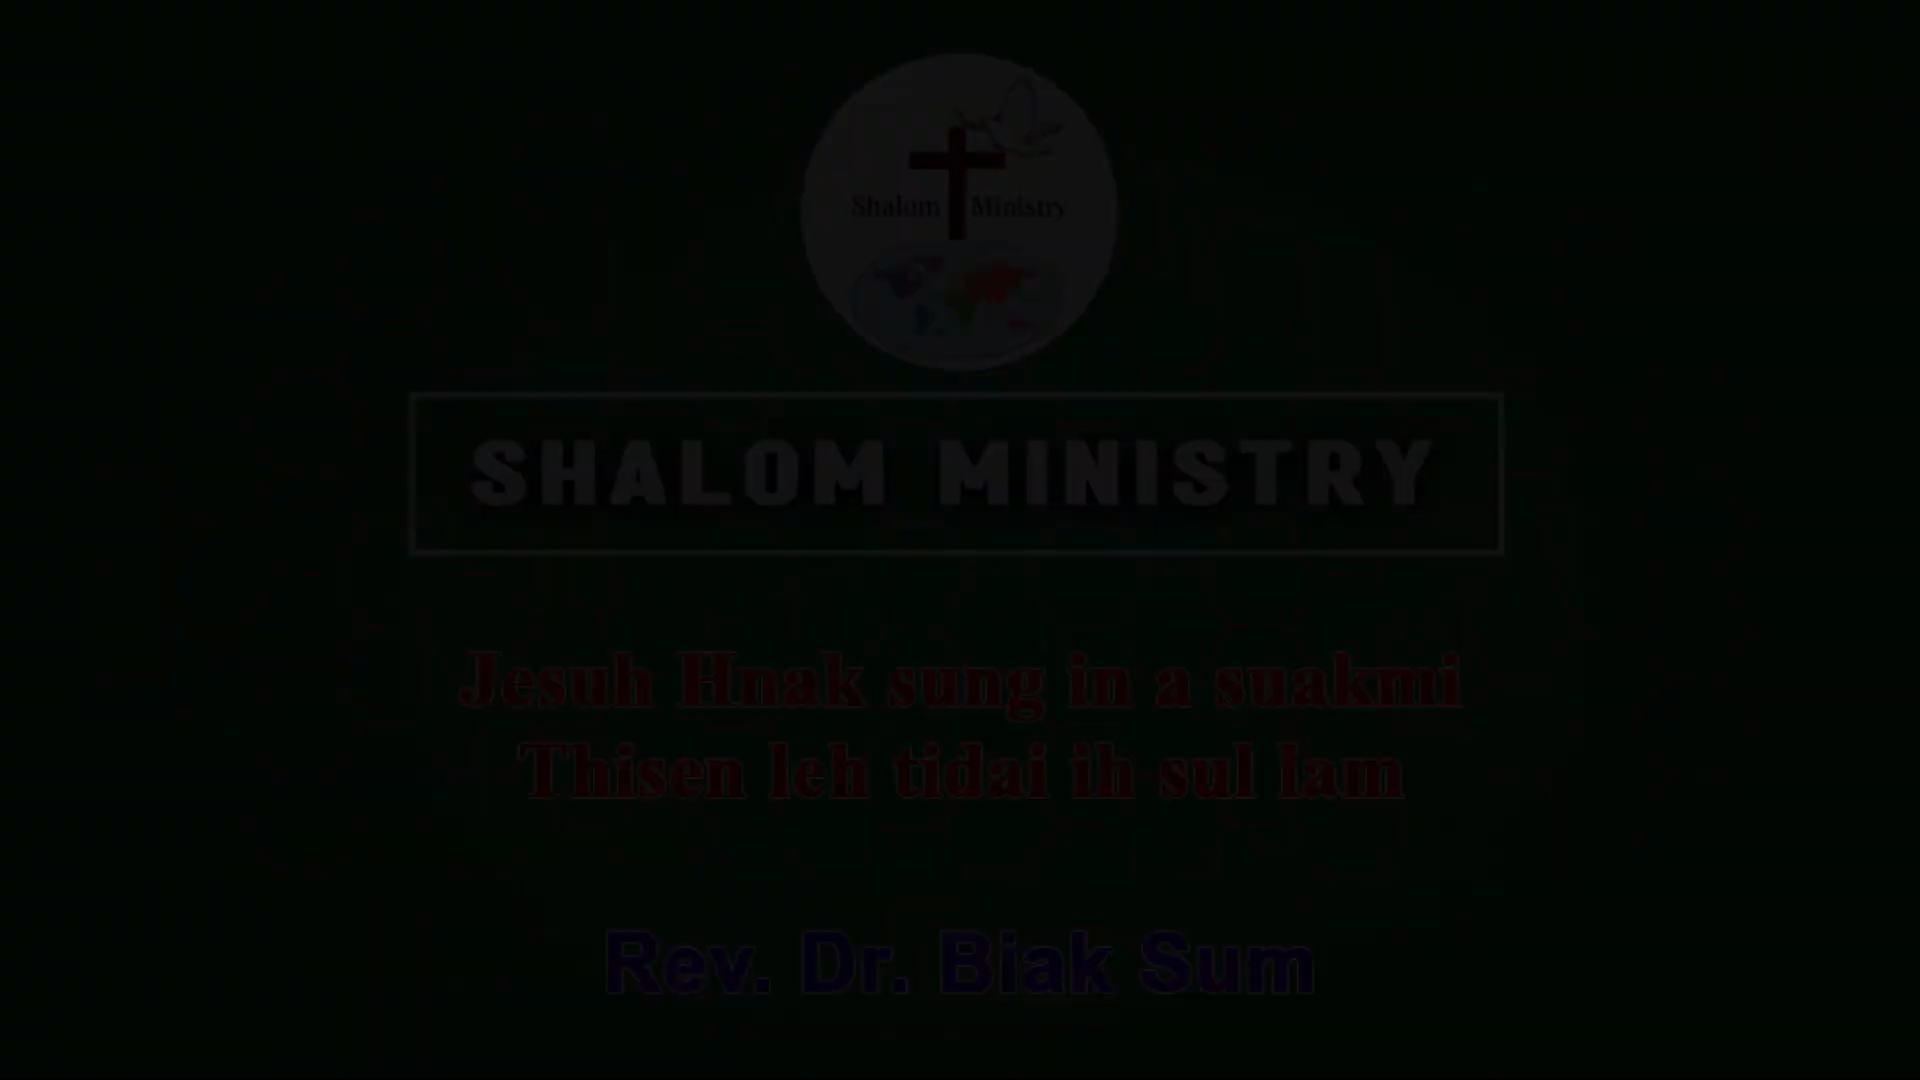 Shalom Ministry
SHALOM MINISTRY
Jesuh Hnak sung in a suakmi
Thisen leh tidai ih sul lam
Rev. Dr. Biak Sum